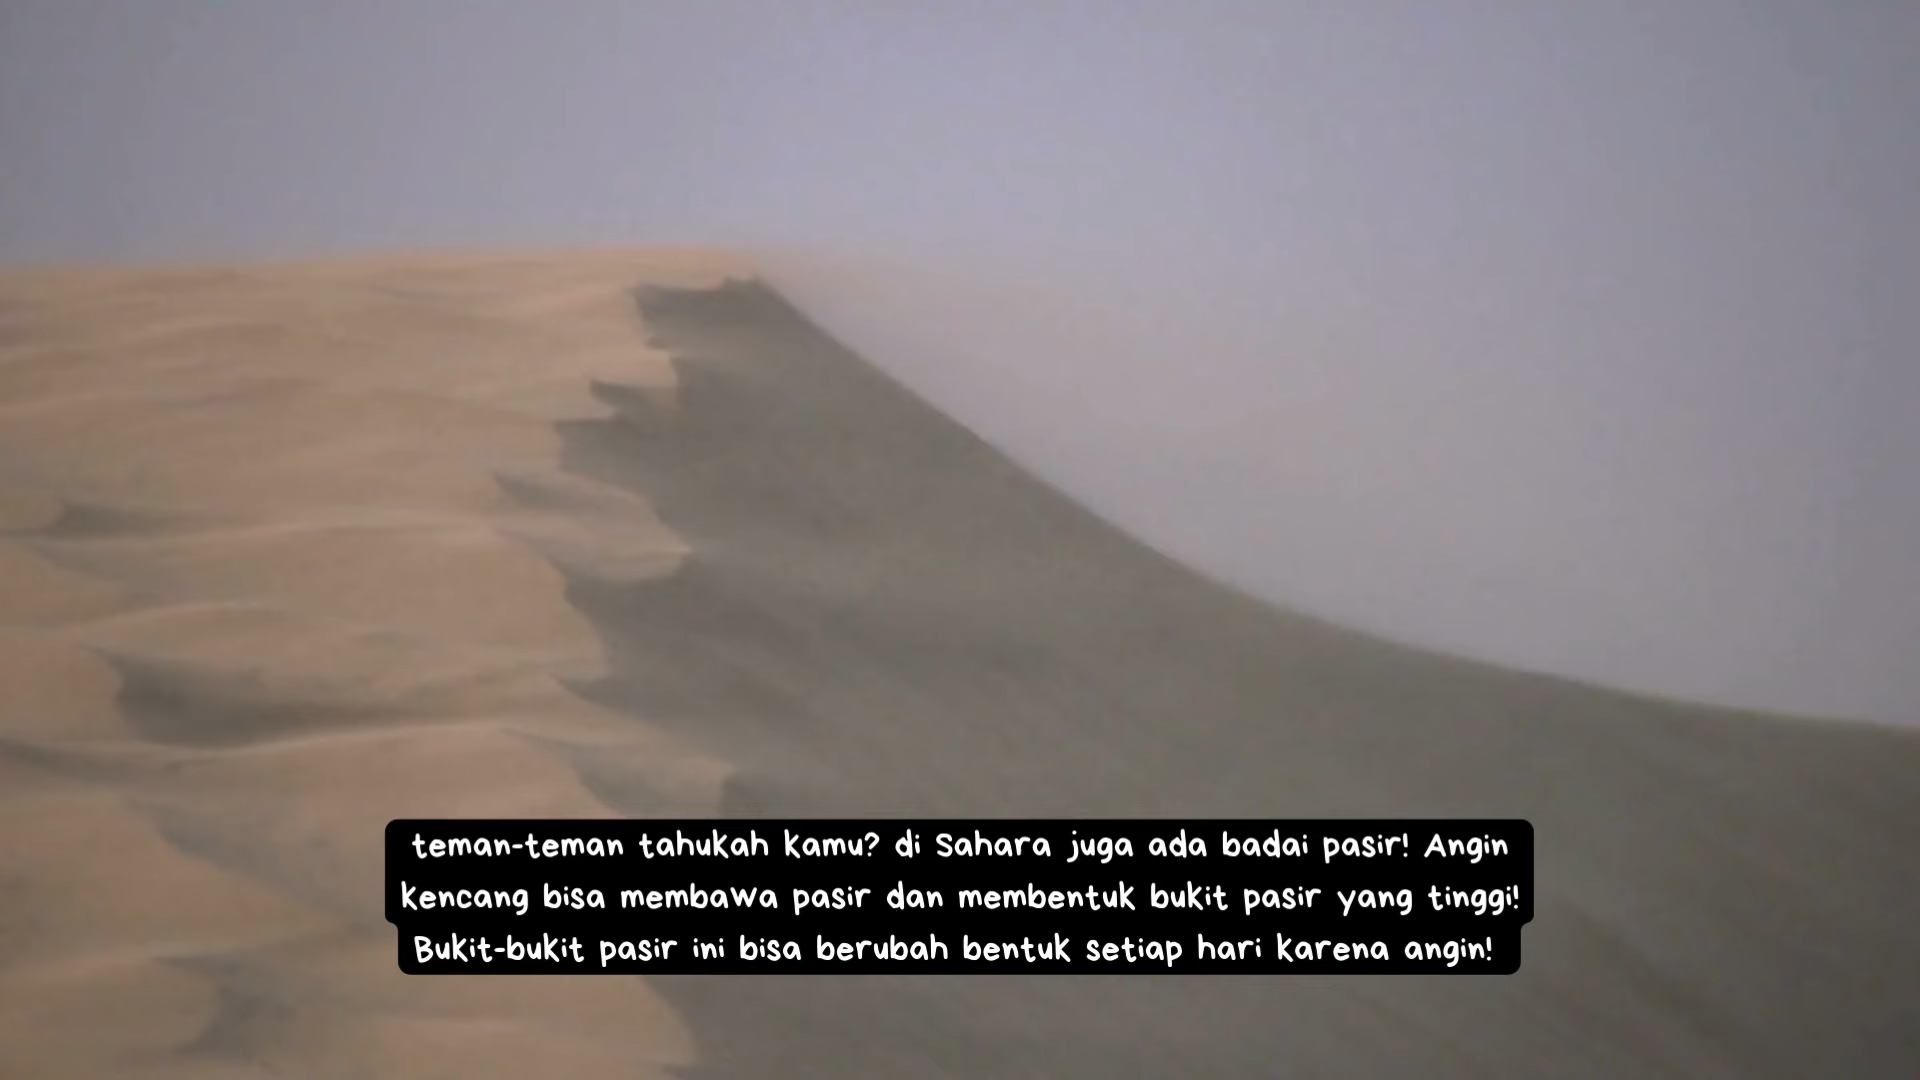 teman-teman tahukah kamu? di Sahara juga ada badai pasir! Angin
kencang bisa membawa pasir dan membentuk bukit pasir yang tinggi!
Bukit-bukit pasir ini bisa berubah bentuk setiap hari karena angin!